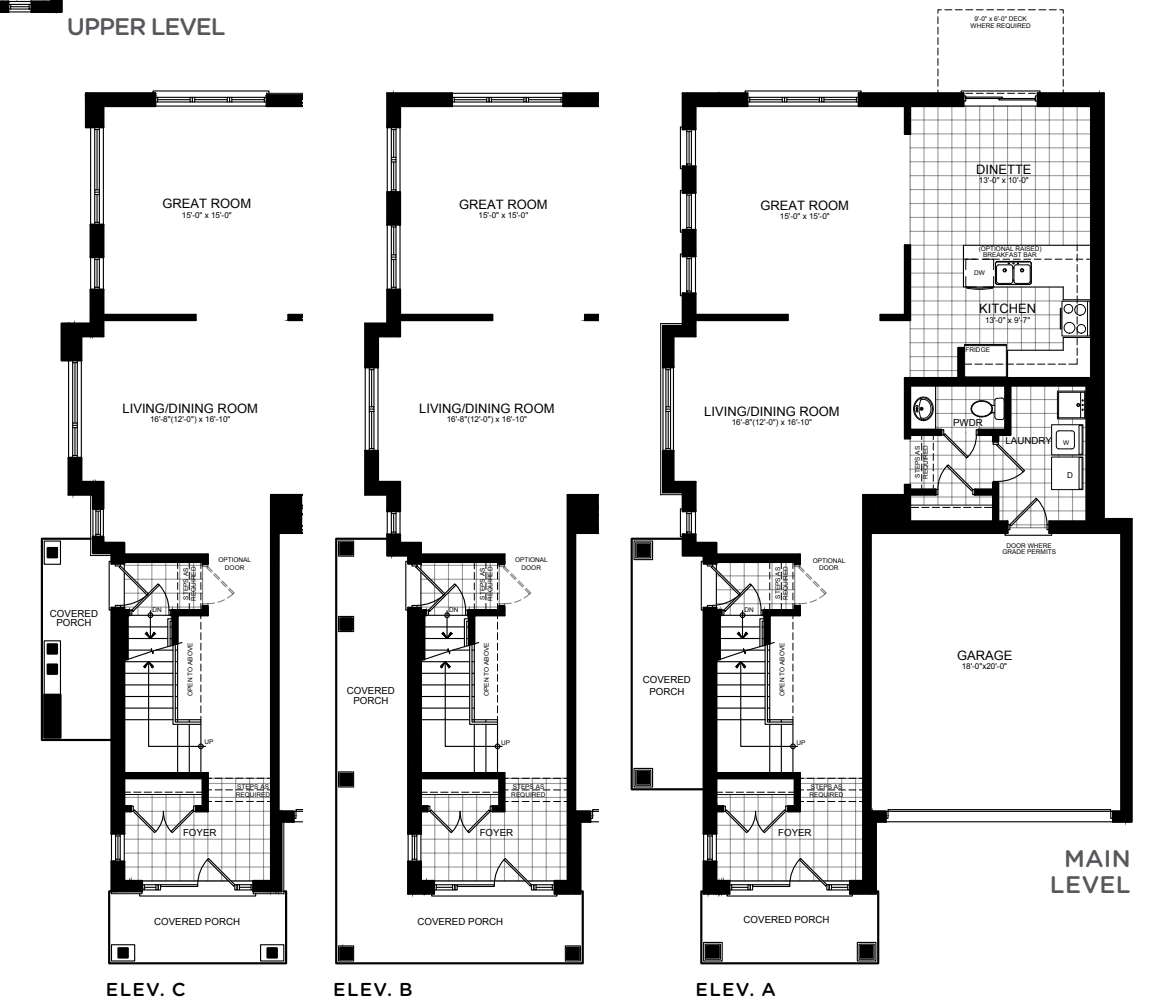 UPPER LEVEL
9'-0" x 6'-0" DECK
WHERE REQUIRED
GREAT ROOM
15'-0" x 15'-0"
LIVING/DINING ROOM
16'-8"(12'-0") x 16'-10"
OPTIONAL
DOOR
STEPS AS
REQUIRED
DN
COVERED
PORCH
OPEN TO ABOVE
UP
STEPS AS
REQUIRED
FOYER
COVERED PORCH
ELEV. C
GREAT ROOM
15'-0" x 15'-0"
LIVING/DINING ROOM
16'-8"(12'-0") x 16'-10"
OPTIONAL
DOOR
STEPS AS
REQUIRED
DN
COVERED
PORCH
OPEN TO ABOVE
UP
STEPS AS
REQUIRED
FOYER
COVERED PORCH
ELEV. B
GREAT ROOM
15'-0" x 15'-0"
DINETTE
13'-0" x 10'-0"
(OPTIONAL RAISED)
BREAKFAST BAR
DW
KITCHEN
13'-0" x 9'-7"
FRIDGE
LIVING/DINING ROOM
16'-8"(12'-0") x 16'-10"
PWDR
LAUNDRY
W
D
STEPS AS
REQUIRED
DOOR WHERE
GRADE PERMITS
OPTIONAL
DOOR
STEPS AS
REQUIRED
DN
COVERED
PORCH
OPEN TO ABOVE
UP
GARAGE
18'-0"x20'-0"
STEPS AS
REQUIRED
FOYER
COVERED PORCH
MAIN
LEVEL
ELEV. A